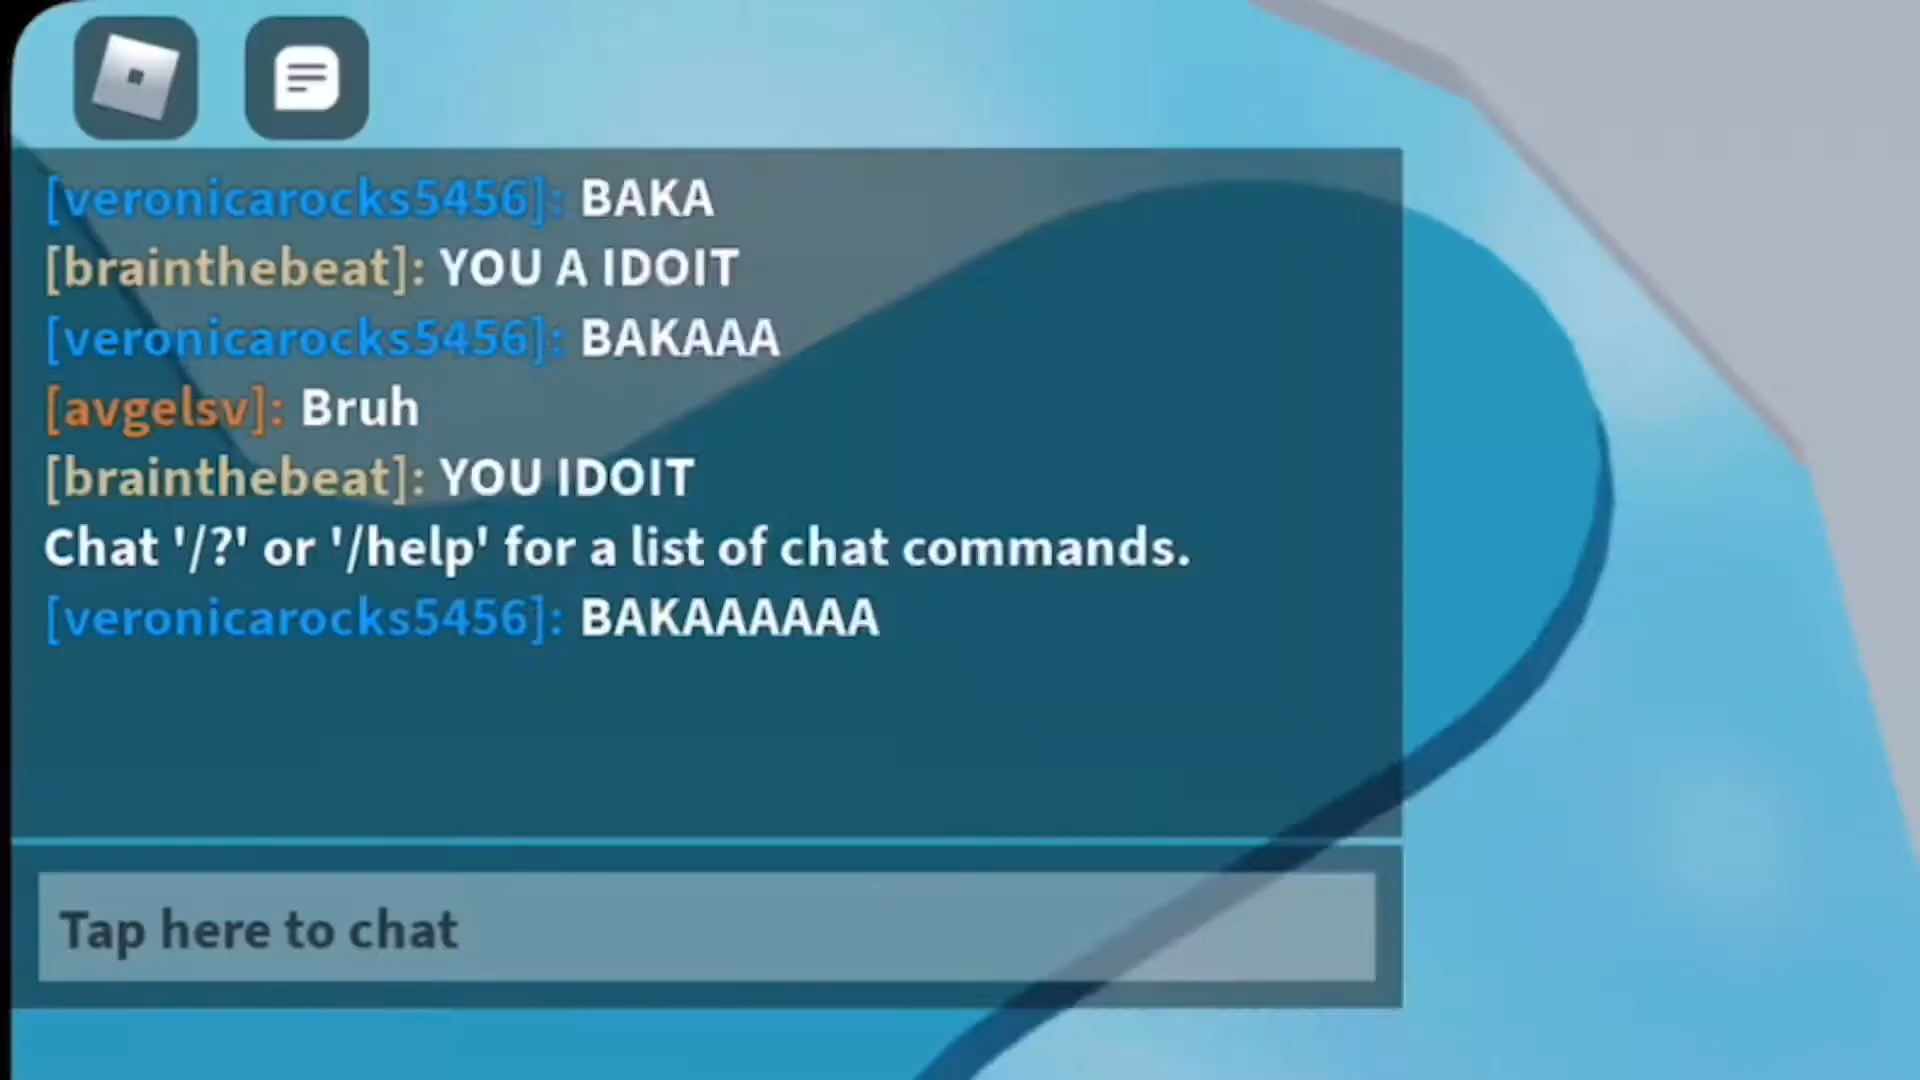 [veronicarocks5456]: BAKA
[brainthebeat]: YOU A IDOIT
[veronicarocks5456]: BAKAAA
[avgelsv]: Bruh
[brainthebeat]: YOU IDOIT
Chat '/?' or '/help' for a list of chat commands.
[veronicarocks5456]: BAKAAAAAA
Tap here to chat